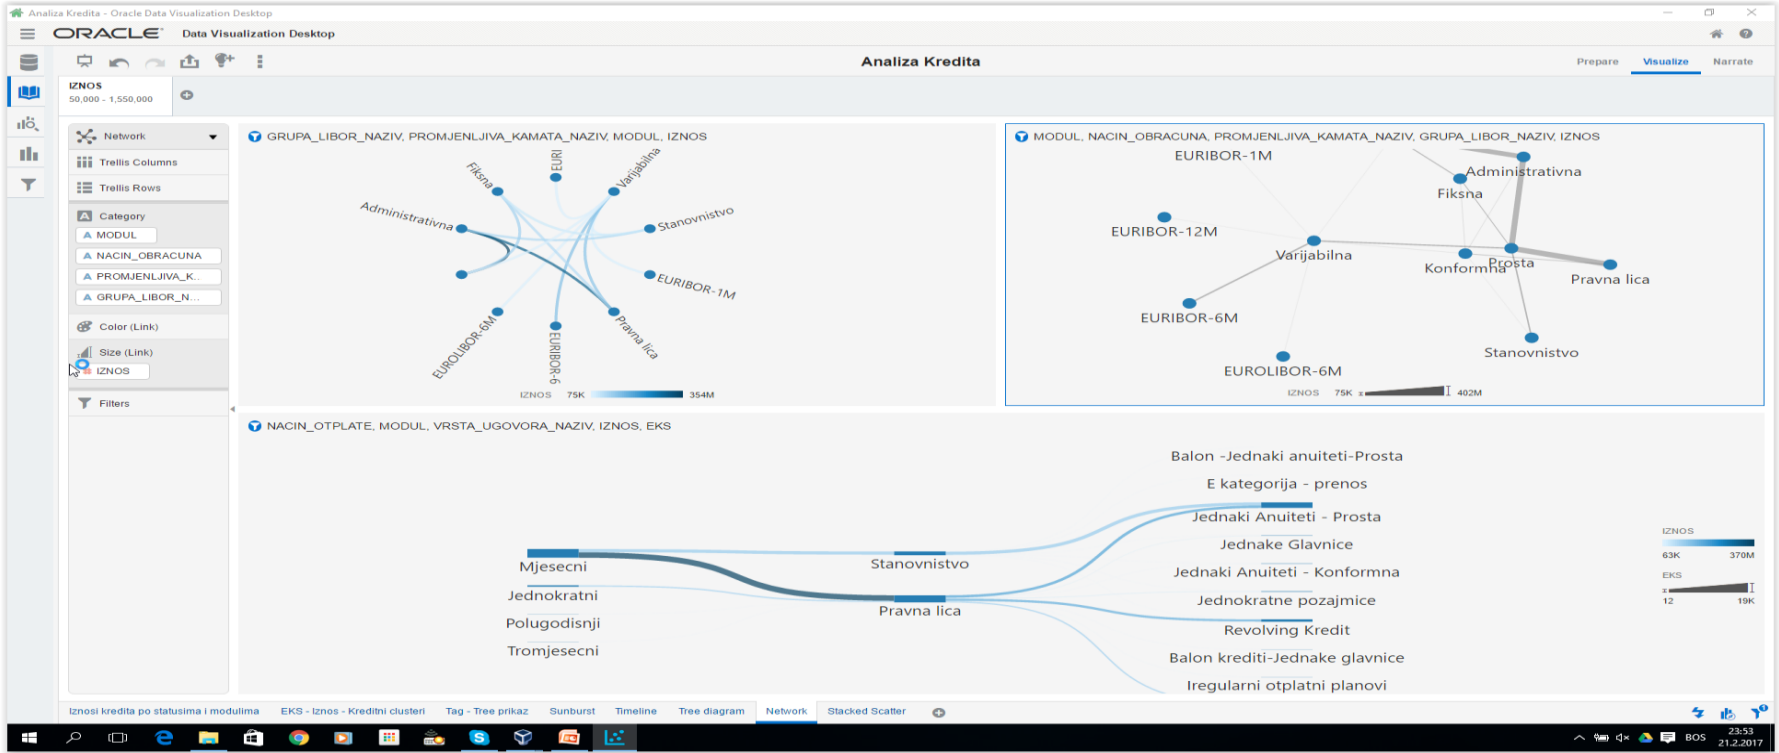 Analiza Kredita - Oracle Data Visualization Desktop
ORACLE Data Visualization Desktop
Analiza Kredita
Prepare Visualize Narrate
IZNOS
50,000 - 1,550,000
Network
Trellis Columns
Trellis Rows
Category
A MODUL
A NACIN_OBRACUNA
A PROMJENLJIVA_K..
A GRUPA_LIBOR_N...
Color (Link)
Size (Link)
IZNOS
Filters
GRUPA_LIBOR_NAZIV, PROMJENLJIVA_KAMATA_NAZIV, MODUL, IZNOS
Fiksna
EURI
Varijabilna
Administrativna
Stanovnistvo
EURIBOR-1M
EUROLIBOR-6M
EURIBOR-6
Pravna lica
IZNOS 75K 354M
MODUL, NACIN_OBRACUNA, PROMJENLJIVA_KAMATA_NAZIV, GRUPA_LIBOR_NAZIV, IZNOS
EURIBOR-1M
Administrativna
Fiksna
EURIBOR-12M
Varijabilna
Konformna
Prosta
Pravna lica
EURIBOR-6M
Stanovnistvo
EUROLIBOR-6M
IZNOS 75K 402M
NACIN_OTPLATE, MODUL, VRSTA_UGOVORA_NAZIV, IZNOS, EKS
Mjesecni
Jednokratni
Polugodisnji
Tromjesecni
Stanovnistvo
Pravna lica
Balon -Jednaki anuiteti-Prosta
E kategorija - prenos
Jednaki Anuiteti - Prosta
Jednake Glavnice
Jednaki Anuiteti - Konformna
Jednokratne pozajmice
Revolving Kredit
Balon krediti-Jednake glavnice
Iregularni otplatni planovi
IZNOS
63K 370M
EKS
12 19K
Iznosi kredita po statusima i modulima EKS - Iznos - Kreditni clusteri Tag - Tree prikaz Sunburst Timeline Tree diagram Network Stacked Scatter
BOS
23:53
21.2.2017